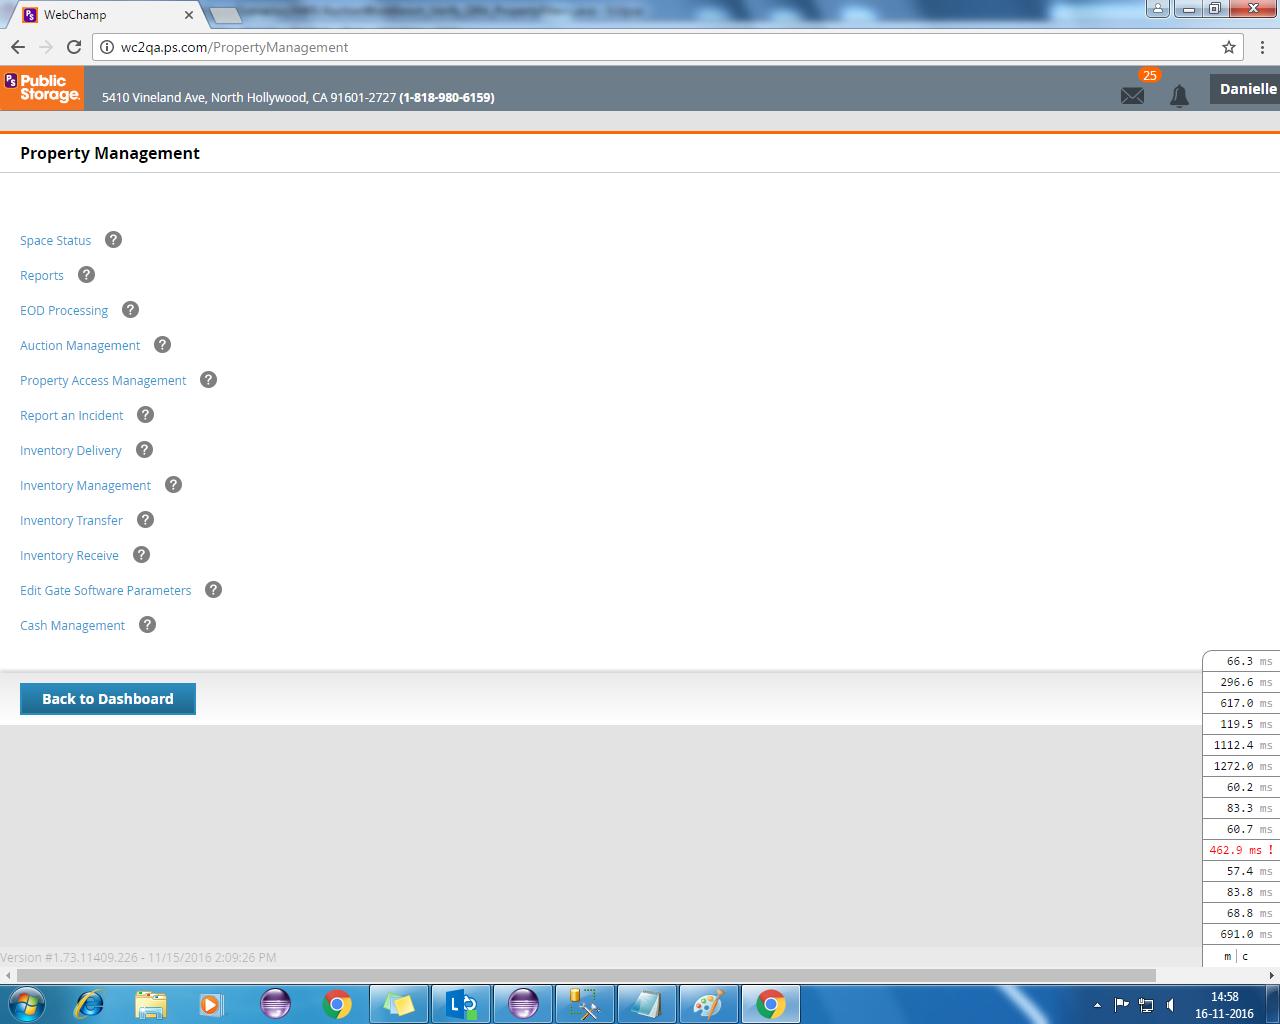 WebChamp
wc2qa.ps.com/PropertyManagement
PS Public Storage.
5410 Vineland Ave, North Hollywood, CA 91601-2727 (1-818-980-6159)
25
Danielle
Property Management
Space Status ?
Reports ?
EOD Processing ?
Auction Management ?
Property Access Management ?
Report an Incident ?
Inventory Delivery ?
Inventory Management ?
Inventory Transfer ?
Inventory Receive ?
Edit Gate Software Parameters ?
Cash Management ?
Back to Dashboard
66.3 ms
296.6 ms
617.0 ms
119.5 ms
1112.4 ms
1272.0 ms
60.2 ms
83.3 ms
60.7 ms
462.9 ms !
57.4 ms
83.8 ms
68.8 ms
691.0 ms
m | c
Version #1.73.11409.226 - 11/15/2016 2:09:26 PM
14:58
16-11-2016